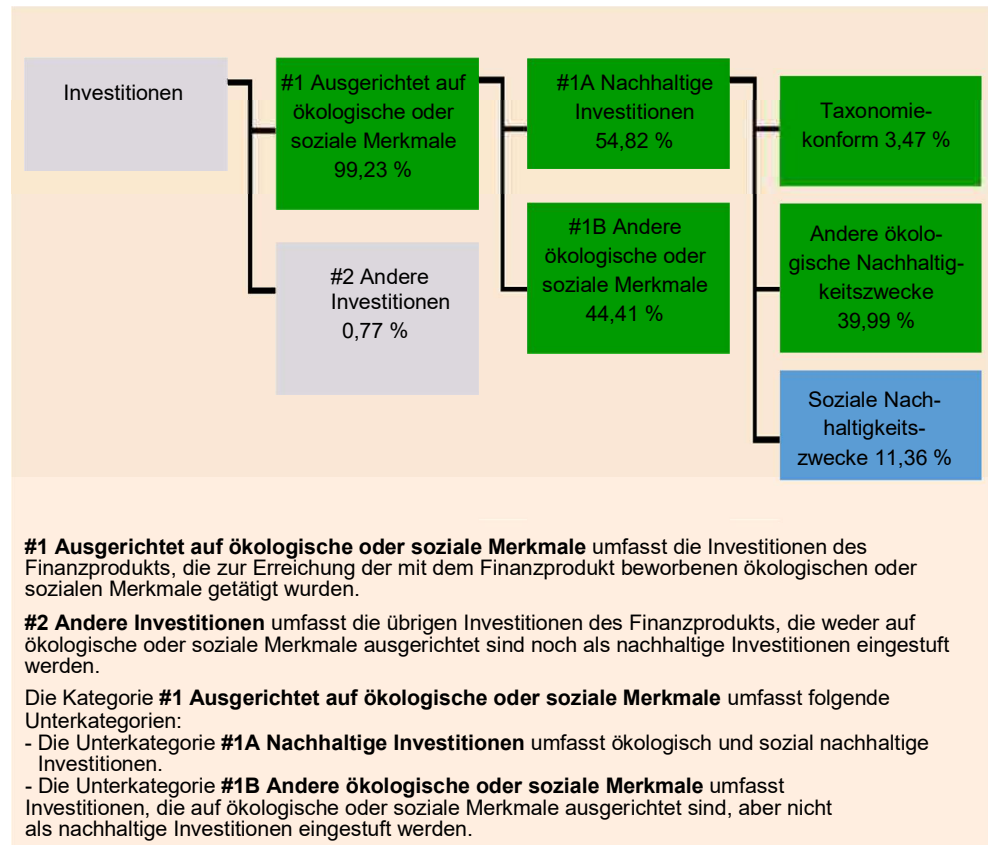 Investitionen
#1 Ausgerichtet auf
ökologische oder
soziale Merkmale
99,23 %
#2 Andere
Investitionen
0,77 %
#1A Nachhaltige
Investitionen
54,82 %
#1B Andere
ökologische oder
soziale Merkmale
44,41 %
Taxonomie-
konform 3,47 %
Andere ökolo-
gische Nachhaltig-
keitszwecke
39,99 %
Soziale Nach-
haltigkeits-
zwecke 11,36 %
#1 Ausgerichtet auf ökologische oder soziale Merkmale umfasst die Investitionen des
Finanzprodukts, die zur Erreichung der mit dem Finanzprodukt beworbenen ökologischen oder
sozialen Merkmale getätigt wurden.
#2 Andere Investitionen umfasst die übrigen Investitionen des Finanzprodukts, die weder auf
ökologische oder soziale Merkmale ausgerichtet sind noch als nachhaltige Investitionen eingestuft
werden.
Die Kategorie #1 Ausgerichtet auf ökologische oder soziale Merkmale umfasst folgende
Unterkategorien:
- Die Unterkategorie #1A Nachhaltige Investitionen umfasst ökologisch und sozial nachhaltige
Investitionen.
- Die Unterkategorie #1B Andere ökologische oder soziale Merkmale umfasst
Investitionen, die auf ökologische oder soziale Merkmale ausgerichtet sind, aber nicht
als nachhaltige Investitionen eingestuft werden.